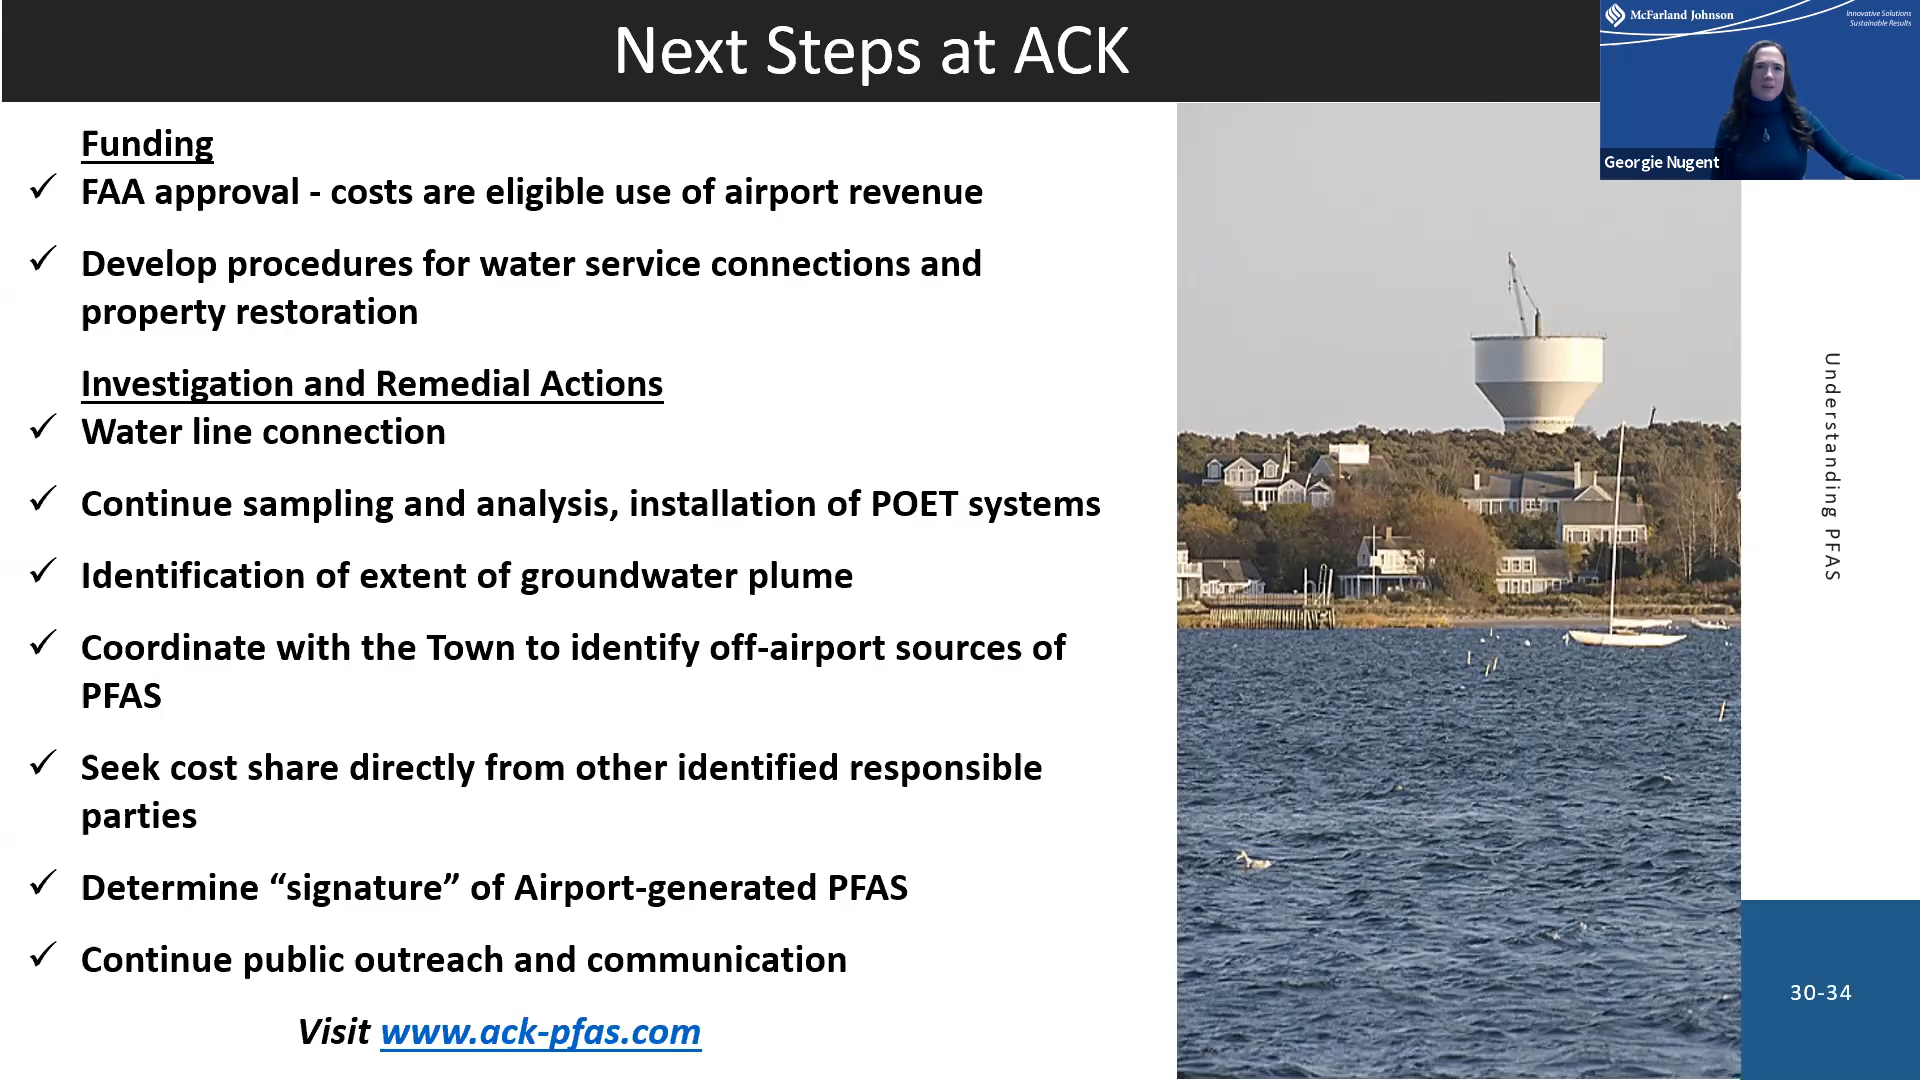 Next Steps at ACK
McFarland Johnson
Innovative Solutions
Sustainable Results
Georgie Nugent
Funding
✓ FAA approval - costs are eligible use of airport revenue
✓ Develop procedures for water service connections and
property restoration
Investigation and Remedial Actions
✓ Water line connection
✓ Continue sampling and analysis, installation of POET systems
✓ Identification of extent of groundwater plume
✓ Coordinate with the Town to identify off-airport sources of
PFAS
✓ Seek cost share directly from other identified responsible
parties
✓ Determine “signature” of Airport-generated PFAS
✓ Continue public outreach and communication
Visit www.ack-pfas.com
Understanding PFAS
30-34